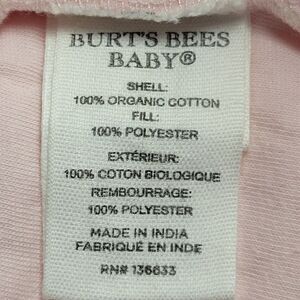 BURT'S BEES
BABY®
SHELL:
100% ORGANIC COTTON
FILL:
100% POLYESTER
EXTÉRIEUR:
100% COTON BIOLOGIQUE
REMBOURRAGE:
100% POLYESTER
MADE IN INDIA
FABRIQUÉ EN INDE
RN# 136633